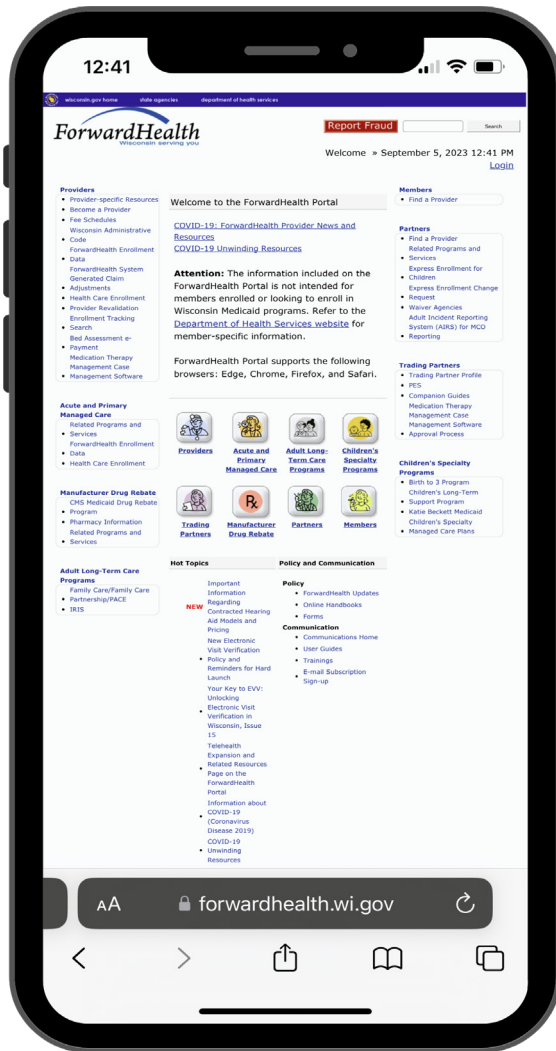 12:41
wisconsin.gov home state agencies department of health services
ForwardHealth
Wisconsin serving you
Report Fraud
Search
Welcome » September 5, 2023 12:41 PM
Login
Providers
Provider-specific Resources
Become a Provider
Fee Schedules
Wisconsin Administrative
Code
ForwardHealth Enrollment
Data
ForwardHealth System
Generated Claim
Adjustments
Health Care Enrollment
Provider Revalidation
Enrollment Tracking
Search
Bed Assessment e-
Payment
Medication Therapy
Management Case
Management Software
Acute and Primary
Managed Care
Related Programs and
Services
ForwardHealth Enrollment
Data
Health Care Enrollment
Manufacturer Drug Rebate
CMS Medicaid Drug Rebate
Program
Pharmacy Information
Related Programs and
Services
Adult Long-Term Care
Programs
Family Care/Family Care
Partnership/PACE
IRIS
Welcome to the ForwardHealth Portal
COVID-19: ForwardHealth Provider News and
Resources
COVID-19 Unwinding Resources
Attention: The information included on the
ForwardHealth Portal is not intended for
members enrolled or looking to enroll in
Wisconsin Medicaid programs. Refer to the
Department of Health Services website for
member-specific information.
ForwardHealth Portal supports the following
browsers: Edge, Chrome, Firefox, and Safari.
Providers
Acute and
Primary
Managed Care
Adult Long-
Term Care
Programs
Children's
Specialty
Programs
Rx
Trading
Partners
Manufacturer
Drug Rebate
Partners
Members
Hot Topics
NEW
Important
Information
Regarding
Contracted Hearing
Aid Models and
Pricing
New Electronic
Visit Verification
Policy and
Reminders for Hard
Launch
Your Key to EVV:
Unlocking
Electronic Visit
Verification in
Wisconsin, Issue
15
Telehealth
Expansion and
Related Resources
Page on the
ForwardHealth
Portal
Information about
COVID-19
(Coronavirus
Disease 2019)
COVID-19
Unwinding
Resources
Policy and Communication
Policy
ForwardHealth Updates
Online Handbooks
Forms
Communication
Communications Home
User Guides
Trainings
E-mail Subscription
Sign-up
Members
Find a Provider
Partners
Find a Provider
Related Programs and
Services
Express Enrollment for
Children
Express Enrollment Change
Request
Waiver Agencies
Adult Incident Reporting
System (AIRS) for MCO
Reporting
Trading Partners
Trading Partner Profile
PES
Companion Guides
Medication Therapy
Management Case
Management Software
Approval Process
Children's Specialty
Programs
Birth to 3 Program
Children's Long-Term
Support Program
Katie Beckett Medicaid
Children's Specialty
Managed Care Plans
AA forwardhealth.wi.gov